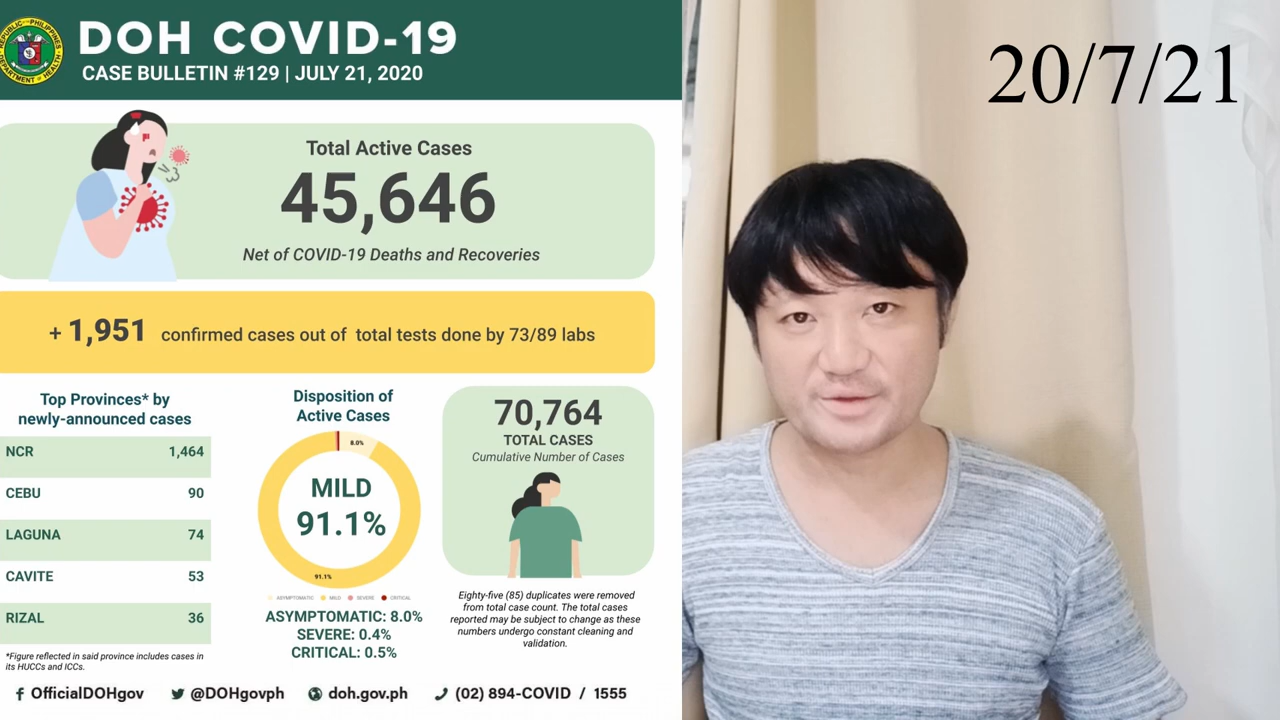 DOH COVID-19
CASE BULLETIN #129 | JULY 21, 2020
20/7/21
Total Active Cases
45,646
Net of COVID-19 Deaths and Recoveries
+ 1,951 confirmed cases out of total tests done by 73/89 labs
Top Provinces* by
newly-announced cases
NCR 1,464
CEBU 90
LAGUNA 74
CAVITE 53
RIZAL 36
*Figure reflected in said province includes cases in
its HUCCs and ICCs.
Disposition of
Active Cases
8.0%
MILD
91.1%
91.1%
ASYMPTOMATIC MILD SEVERE CRITICAL
ASYMPTOMATIC: 8.0%
SEVERE: 0.4%
CRITICAL: 0.5%
70,764
TOTAL CASES
Cumulative Number of Cases
Eighty-five (85) duplicates were removed
from total case count. The total cases
reported may be subject to change as these
numbers undergo constant cleaning and
validation.
OfficialDOHgov @DOHgovph doh.gov.ph (02) 894-COVID / 1555